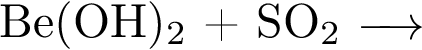 Be(OH)₂ + SO₂ ⟶